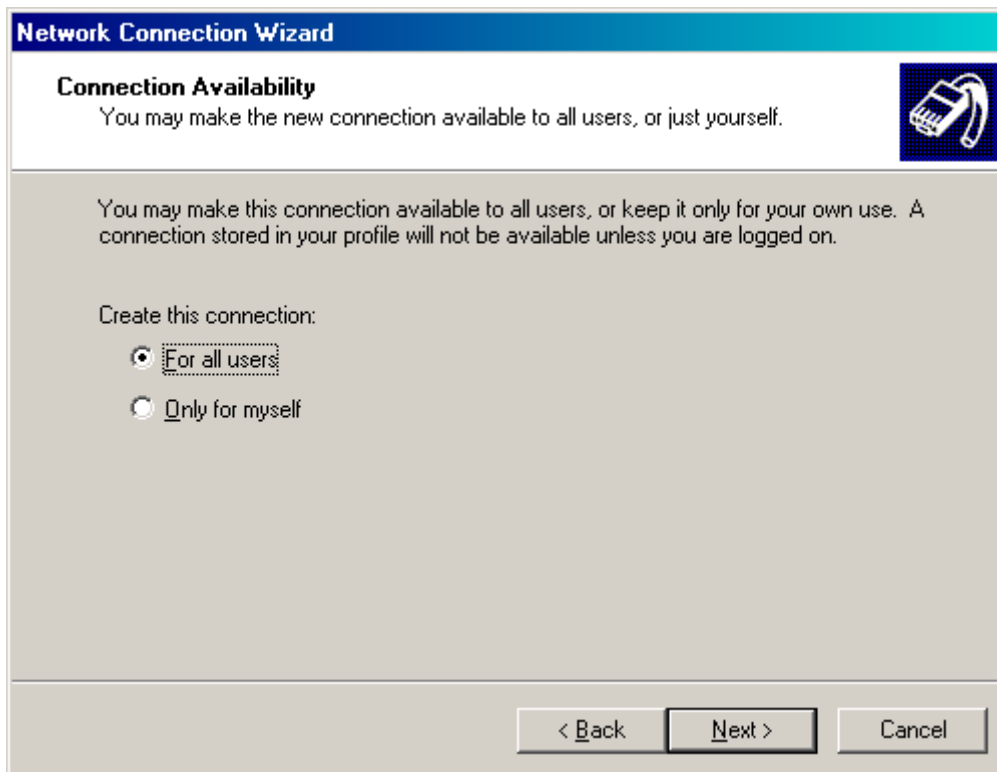 Network Connection Wizard
Connection Availability
You may make the new connection available to all users, or just yourself.
You may make this connection available to all users, or keep it only for your own use.  A
connection stored in your profile will not be available unless you are logged on.
Create this connection:
For all users
Only for myself
< Back
Next >
Cancel